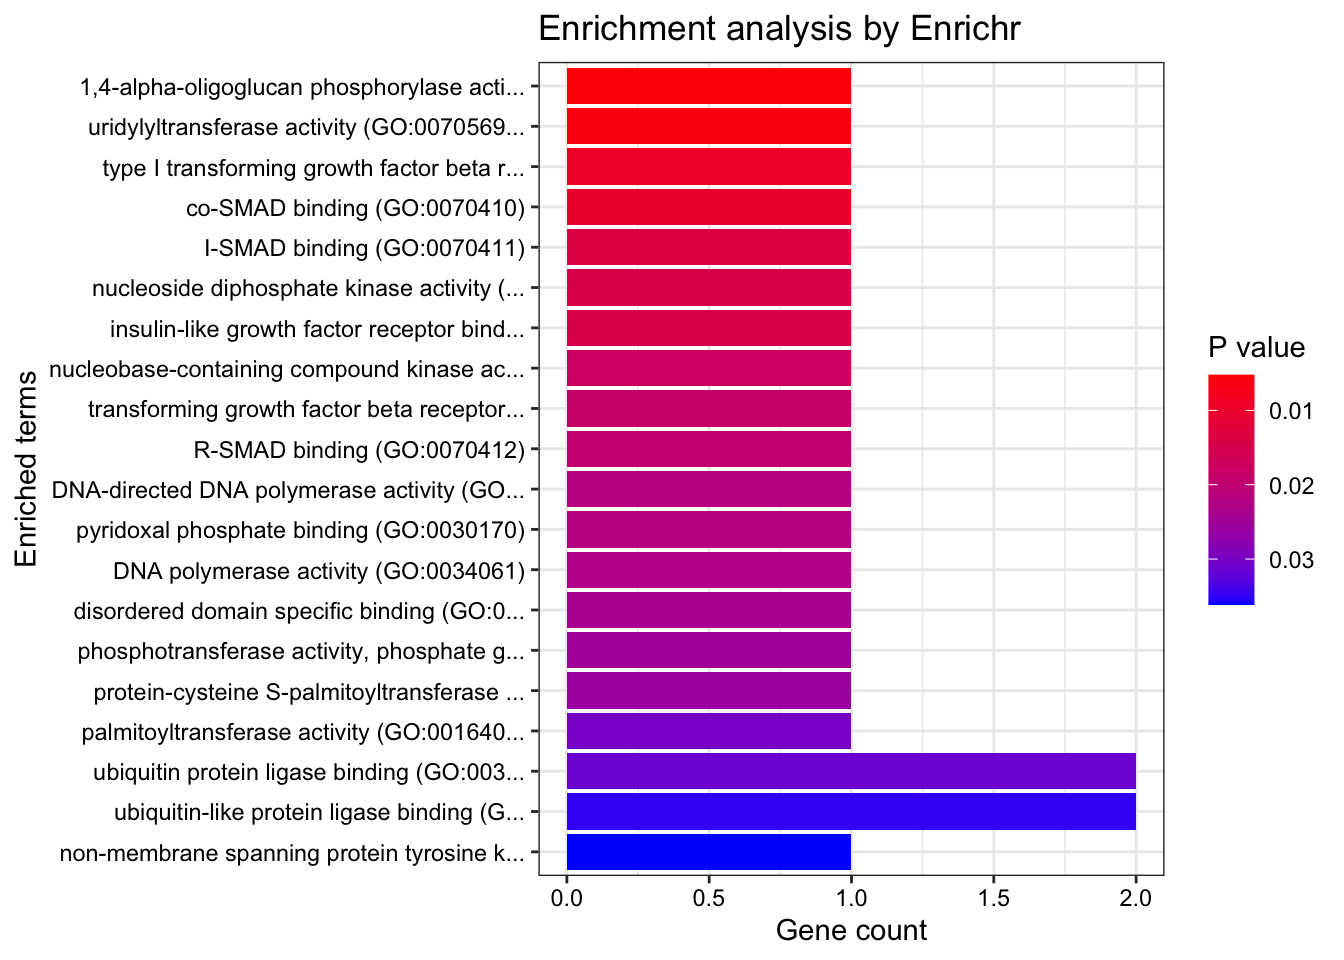 Enrichment analysis by Enrichr
1,4-alpha-oligoglucan phosphorylase acti...
uridylyltransferase activity (GO:0070569...
type I transforming growth factor beta r...
co-SMAD binding (GO:0070410)
I-SMAD binding (GO:0070411)
nucleoside diphosphate kinase activity (...
insulin-like growth factor receptor bind...
nucleobase-containing compound kinase ac...
transforming growth factor beta receptor...
R-SMAD binding (GO:0070412)
DNA-directed DNA polymerase activity (GO...
pyridoxal phosphate binding (GO:0030170)
DNA polymerase activity (GO:0034061)
disordered domain specific binding (GO:0...
phosphotransferase activity, phosphate g...
protein-cysteine S-palmitoyltransferase ...
palmitoyltransferase activity (GO:001640...
ubiquitin protein ligase binding (GO:003...
ubiquitin-like protein ligase binding (G...
non-membrane spanning protein tyrosine k...
Enriched terms
0.0 0.5 1.0 1.5 2.0
Gene count
P value
0.01
0.02
0.03